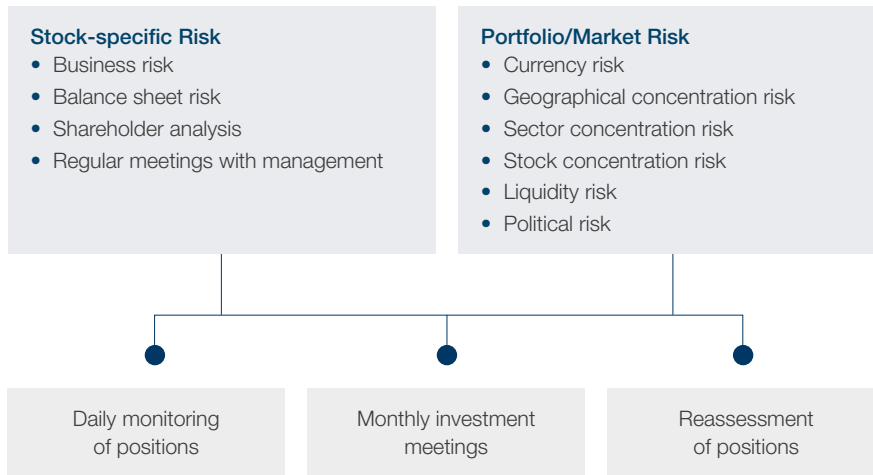 Stock-specific Risk
• Business risk
• Balance sheet risk
• Shareholder analysis
• Regular meetings with management
Portfolio/Market Risk
• Currency risk
• Geographical concentration risk
• Sector concentration risk
• Stock concentration risk
• Liquidity risk
• Political risk
Daily monitoring
of positions
Monthly investment
meetings
Reassessment
of positions